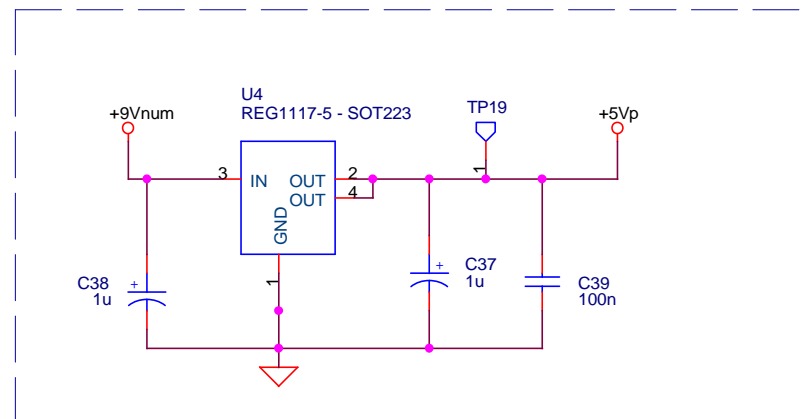 U4
REG1117-5 - SOT223
TP19
+9Vnum
+5Vp
3
IN
OUT
2
OUT
4
GND
1
1
C38
1u
+
+
C37
1u
C39
100n